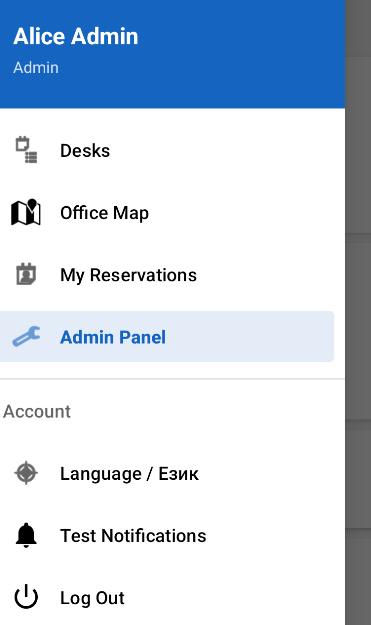 Alice Admin
Admin
Desks
Office Map
My Reservations
Admin Panel
Account
Language / Език
Test Notifications
Log Out